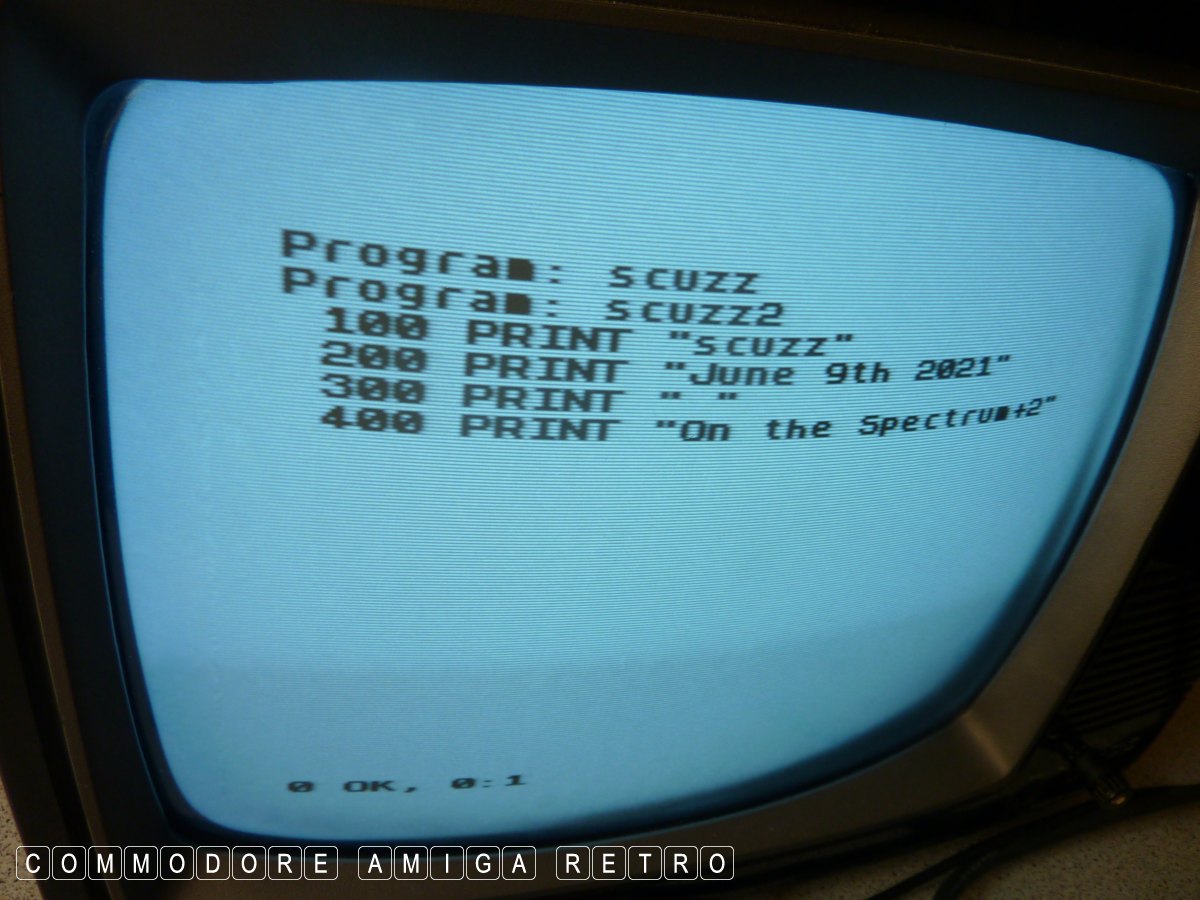 Program: scuzz
Program: scuzz2
100 PRINT "scuzz"
200 PRINT "June 9th 2021"
300 PRINT " "
400 PRINT "On the Spectrum+2"
0 OK, 0:1
COMMODORE AMIGA RETRO